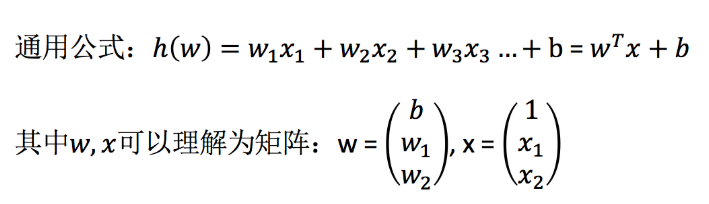 通用公式：h(w) = w₁x₁ + w₂x₂ + w₃x₃ … + b = wᵀx + b
其中w, x可以理解为矩阵：w = (b w₁ w₂), x = (1 x₁ x₂)